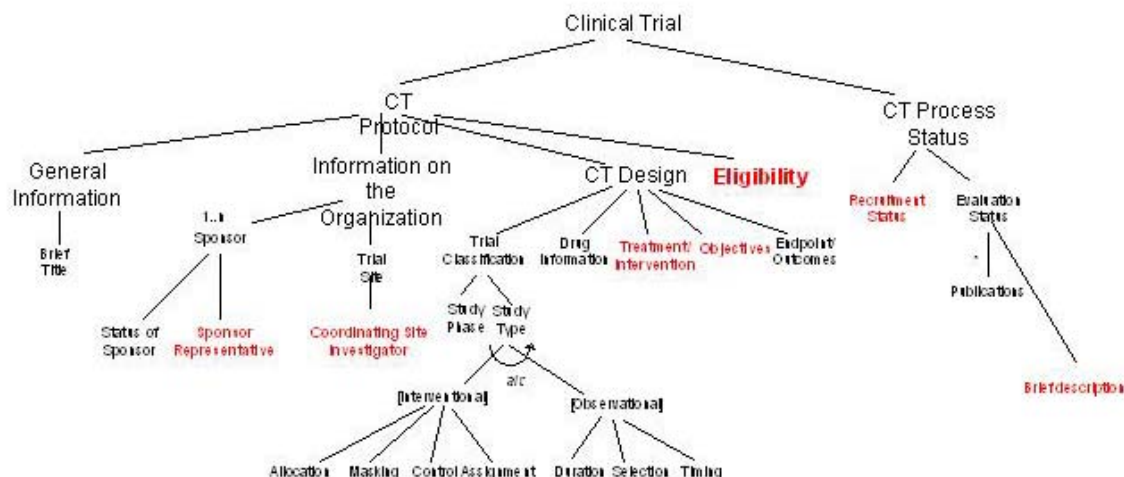 Clinical Trial
CT
Protocol
CT Process
Status
General
Information
Information on
the
Organization
CT Design
Eligibility
Recruitment
Status
Evaluation
Status
1..n
Sponsor
Brief
Title
Trial
Site
Trial
Classification
Drug
Information
Treatment/
Intervention
Objectives
Endpoint/
Outcomes
*
Publications
Status of
Sponsor
Sponsor
Representative
Coordinating Site
Investigator
Study
Phase
Study
Type
[Interventional]
[Observational]
Brief description
Allocation
Masking
Control
Assignment
Duration
Selection
Timing